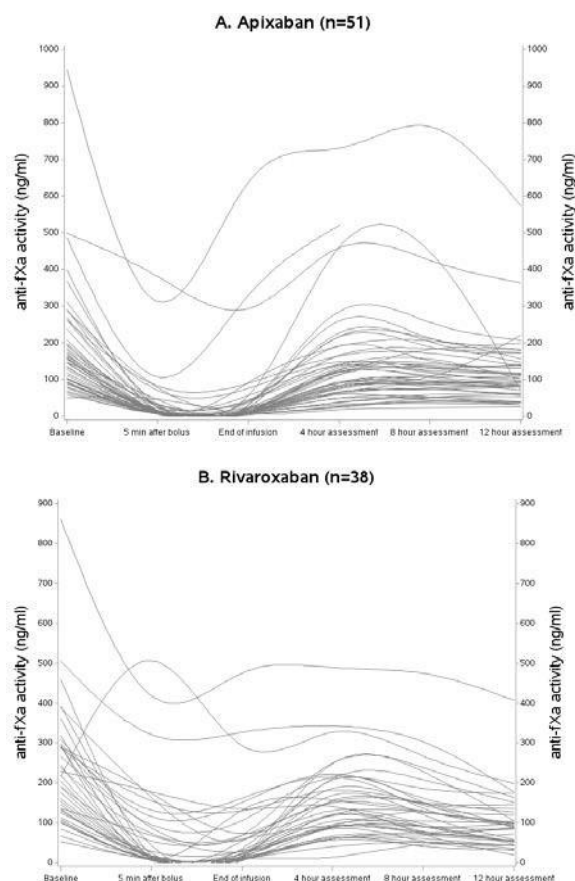 A. Apixaban (n=51)
1000
900
800
700
600
500
400
300
200
100
0
anti-fXa activity (ng/ml)
1000
900
800
700
600
500
400
300
200
100
0
anti-fXa activity (ng/ml)
Baseline
5 min after bolus
End of infusion
4 hour assessment
8 hour assessment
12 hour assessment
B. Rivaroxaban (n=38)
900
800
700
600
500
400
300
200
100
0
anti-fXa activity (ng/ml)
900
800
700
600
500
400
300
200
100
0
anti-fXa activity (ng/ml)
Baseline
5 min after bolus
End of infusion
4 hour assessment
8 hour assessment
12 hour assessment